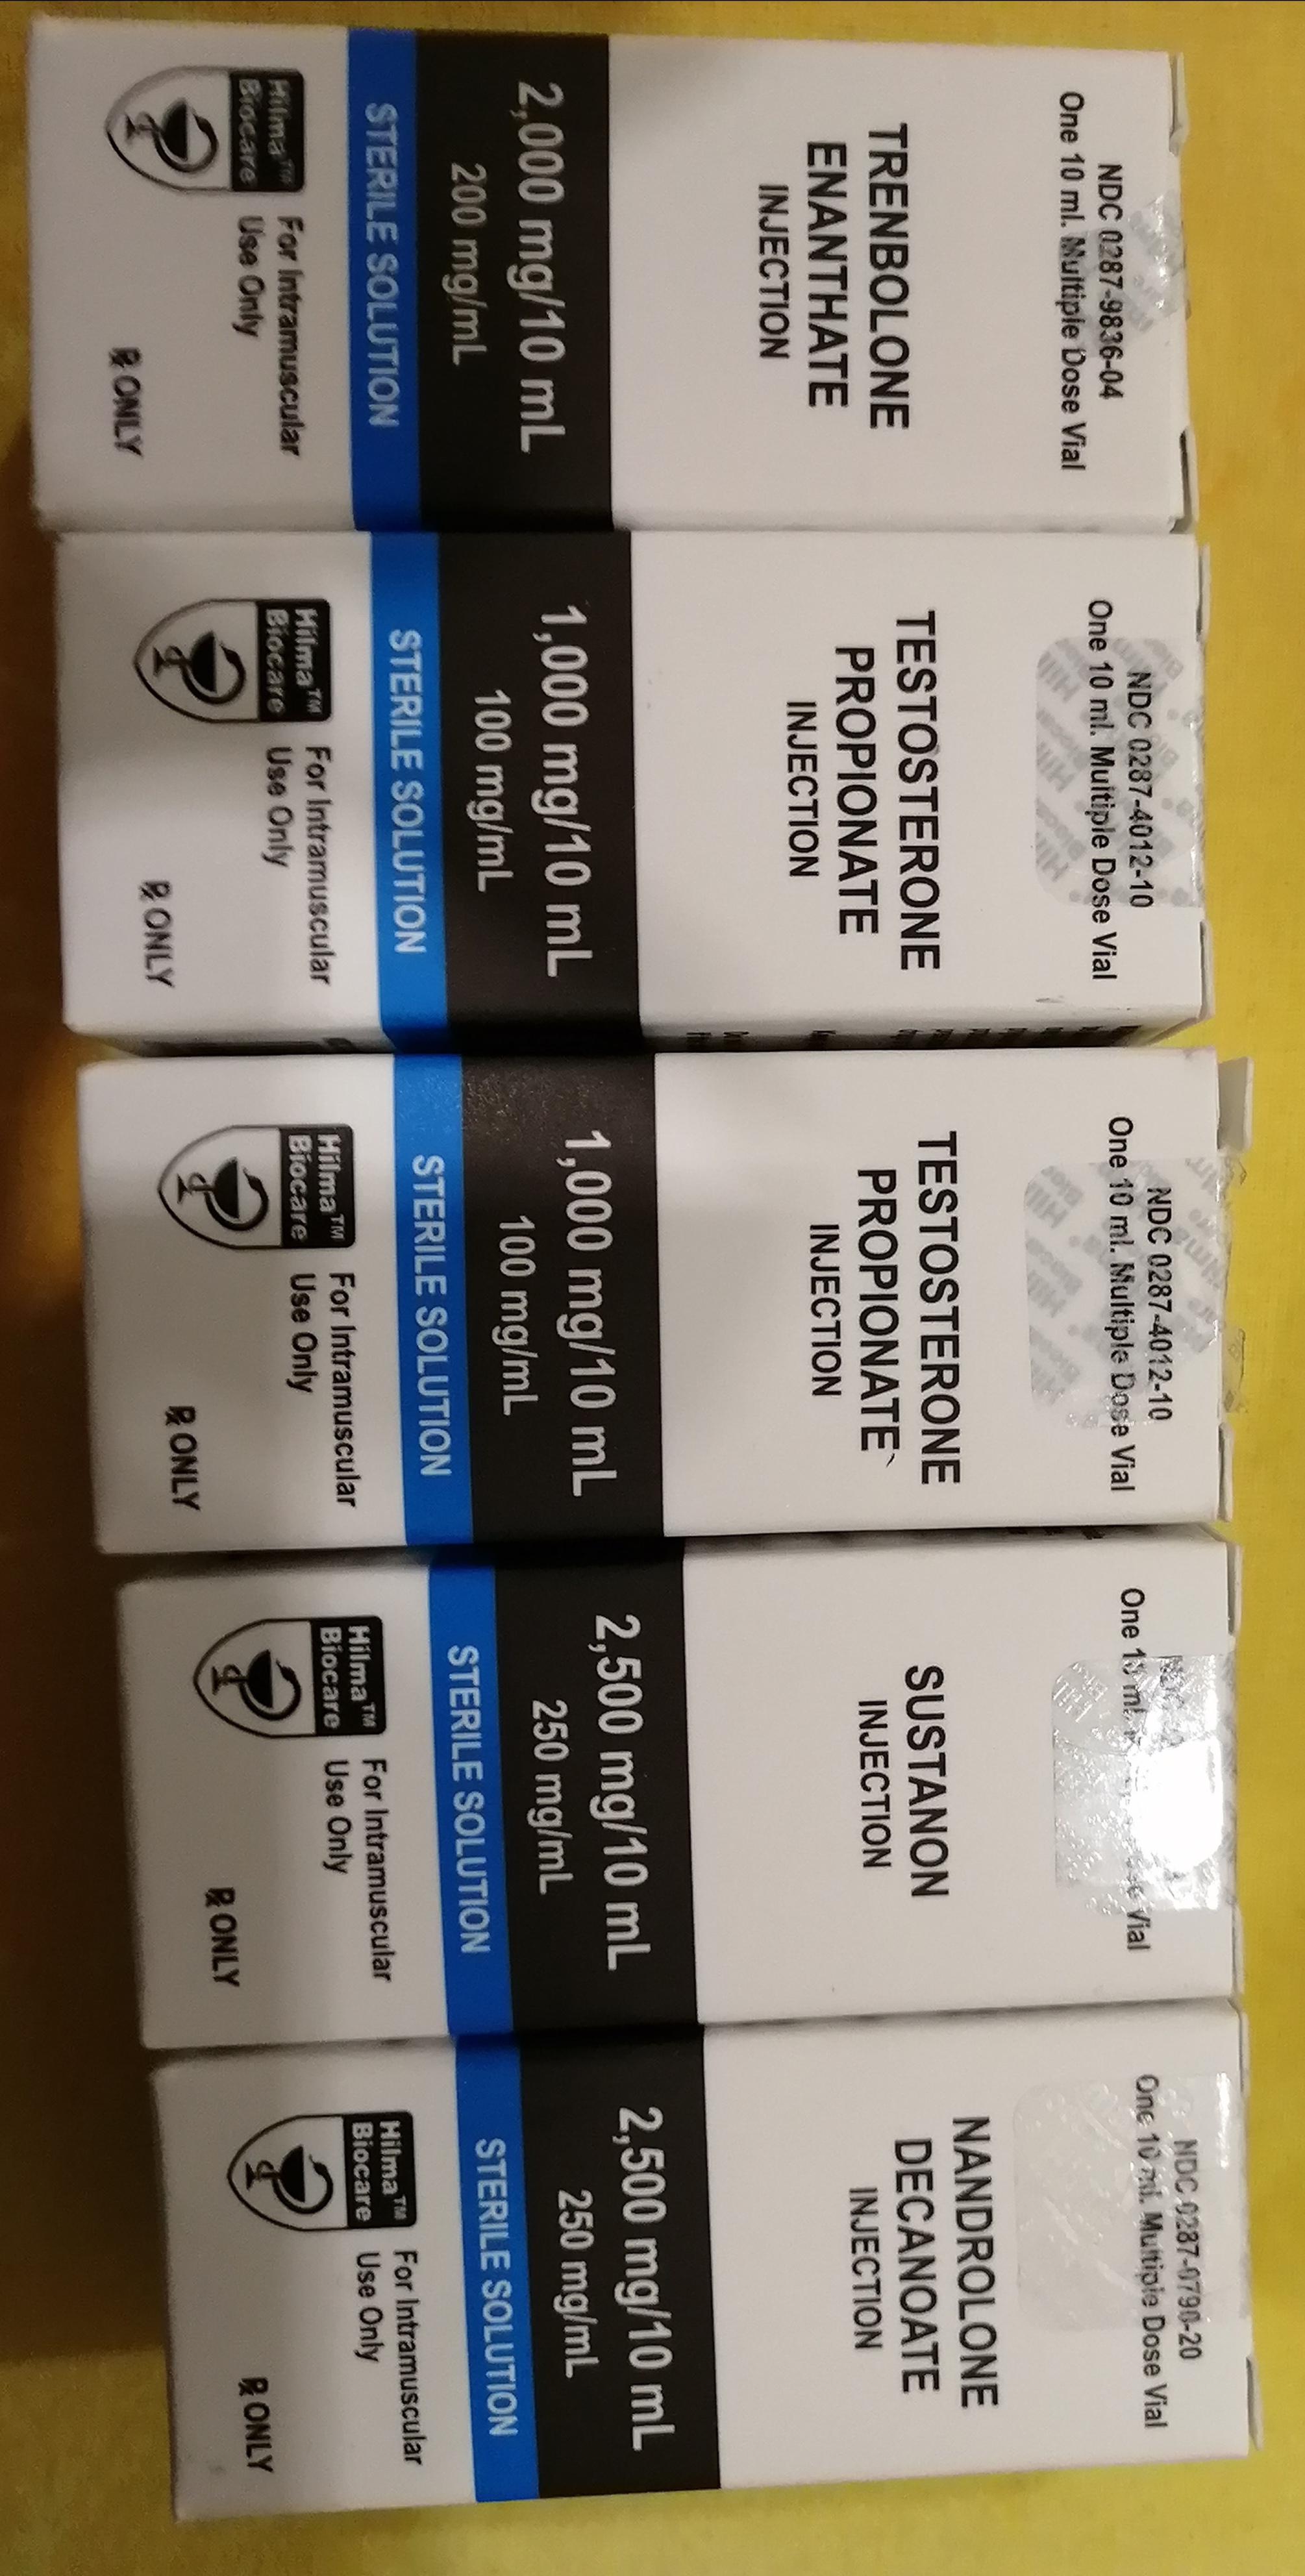 NDC 0287-9836-04
One 10 ml. Multiple Dose Vial
TRENBOLONE
ENANTHATE
INJECTION
2,000 mg/10 mL
200 mg/mL
STERILE SOLUTION
Hilma™
Biocare
For Intramuscular
Use Only
℞ ONLY
NDC 0287-4012-10
One 10 ml. Multiple Dose Vial
TESTOSTERONE
PROPIONATE
INJECTION
1,000 mg/10 mL
100 mg/mL
STERILE SOLUTION
Hilma™
Biocare
For Intramuscular
Use Only
℞ ONLY
NDC 0287-4012-10
One 10 ml. Multiple Dose Vial
TESTOSTERONE
PROPIONATE
INJECTION
1,000 mg/10 mL
100 mg/mL
STERILE SOLUTION
Hilma™
Biocare
For Intramuscular
Use Only
℞ ONLY
One 10 ml. Vial
SUSTANON
INJECTION
2,500 mg/10 mL
250 mg/mL
STERILE SOLUTION
Hilma™
Biocare
For Intramuscular
Use Only
℞ ONLY
NDC 0287-0790-20
One 10 ml. Multiple Dose Vial
NANDROLONE
DECANOATE
INJECTION
2,500 mg/10 mL
250 mg/mL
STERILE SOLUTION
Hilma™
Biocare
For Intramuscular
Use Only
℞ ONLY